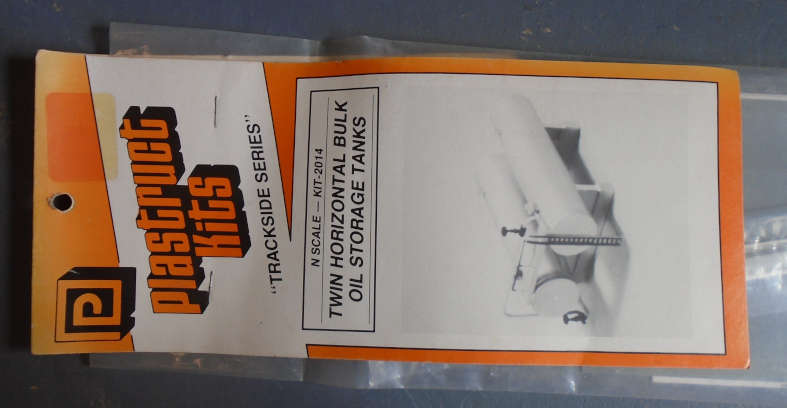 plastruct
kits
"TRACKSIDE SERIES"
N SCALE — KIT-2014
TWIN HORIZONTAL BULK
OIL STORAGE TANKS